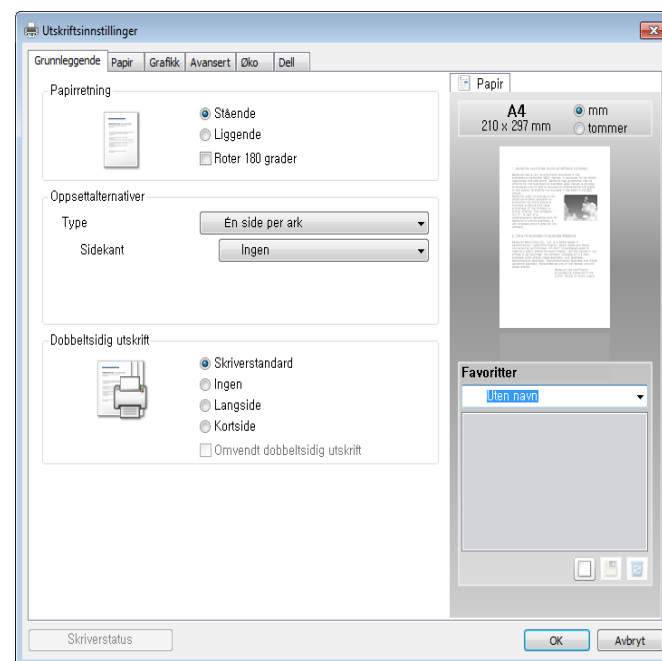 Utskriftsinnstillinger
Grunnleggende Papir Grafikk Avansert Øko Dell
Papirretning
Stående
Liggende
Roter 180 grader
Oppsettalternativer
Type Én side per ark
Sidekant Ingen
Dobbeltsidig utskrift
Skriverstandard
Ingen
Langside
Kortside
Omvendt dobbeltsidig utskrift
Papir
A4
210 x 297 mm
mm
tommer
Favoritter
Uten navn
Skriverstatus OK Avbryt